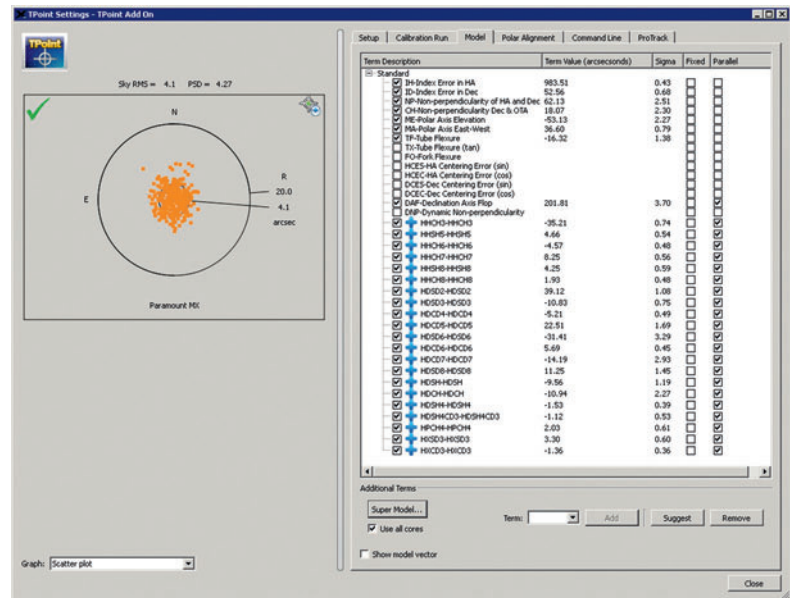 TPoint Settings - TPoint Add On
TPoint
Sky RMS = 4.1 PSD = 4.27
N
E
R
20.0
4.1
arcsec
Paramount MX
Graph: Scatter plot
Setup Calibration Run Model Polar Alignment Command Line ProTrack
Term Description Term Value (arcsecsonds) Sigma Fixed Parallel
Standard
IH-Index Error in HA 983.51 0.43
ID-Index Error in Dec 52.56 0.68
NP-Non-perpendicularity of HA and Dec 62.13 2.51
CH-Non-perpendicularity Dec & OTA 18.07 2.30
ME-Polar Axis Elevation -53.13 2.27
MA-Polar Axis East-West 36.60 0.79
TF-Tube Flexure -16.32 1.38
TX-Tube Flexure (tan)
FO-Fork Flexure
HCES-HA Centering Error (sin)
HCEC-HA Centering Error (cos)
DCES-Dec Centering Error (sin)
DCEC-Dec Centering Error (cos)
DAF-Declination Axis Flop 201.81 3.70
DNP-Dynamic Non-perpendicularity
HHCH3-HHCH3 -35.21 0.74
HHSH5-HHSH5 4.66 0.54
HHCH6-HHCH6 -4.57 0.48
HHCH7-HHCH7 8.25 0.56
HHSH8-HHSH8 4.25 0.59
HHCH8-HHCH8 1.93 0.48
HDSD2-HDSD2 39.12 1.08
HDSD3-HDSD3 -10.83 0.75
HDCD4-HDCD4 -5.21 0.49
HDCD5-HDCD5 22.51 1.69
HDSD6-HDSD6 -31.41 3.29
HDCD6-HDCD6 5.69 0.45
HDCD7-HDCD7 -14.19 2.93
HDSD8-HDSD8 11.25 1.45
HDSH-HDSH -9.56 1.19
HDCH-HDCH -10.94 2.27
HDSH4-HDSH4 -1.53 0.39
HDSH4CD3-HDSH4CD3 -1.12 0.53
HPCH4-HPCH4 2.03 0.61
HXSD3-HXSD3 3.30 0.60
HXCD3-HXCD3 -1.36 0.36
Additional Terms
Super Model...
Term: Add Suggest Remove
Use all cores
Show model vector
Close